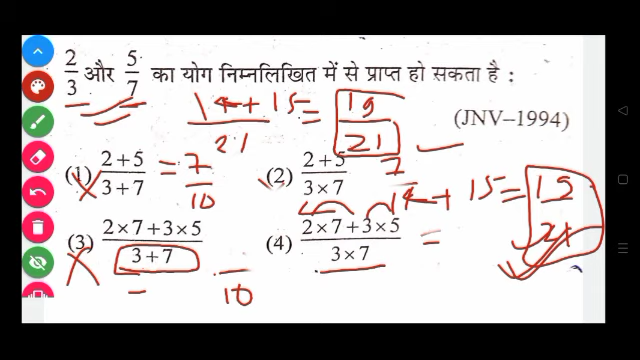 2/3 और 5/7 का योग निम्नलिखित में से प्राप्त हो सकता है :
14 + 15 / 21 = 19 / 21
(JNV–1994)
(1) 2 + 5 / 3 + 7 = 7 / 10
(2) 2 + 5 / 3 × 7 7
(3) 2 × 7 + 3 × 5 / 3 + 7
(4) 2 × 7 + 3 × 5 / 3 × 7 = 14 + 15 = 19 / 21
10